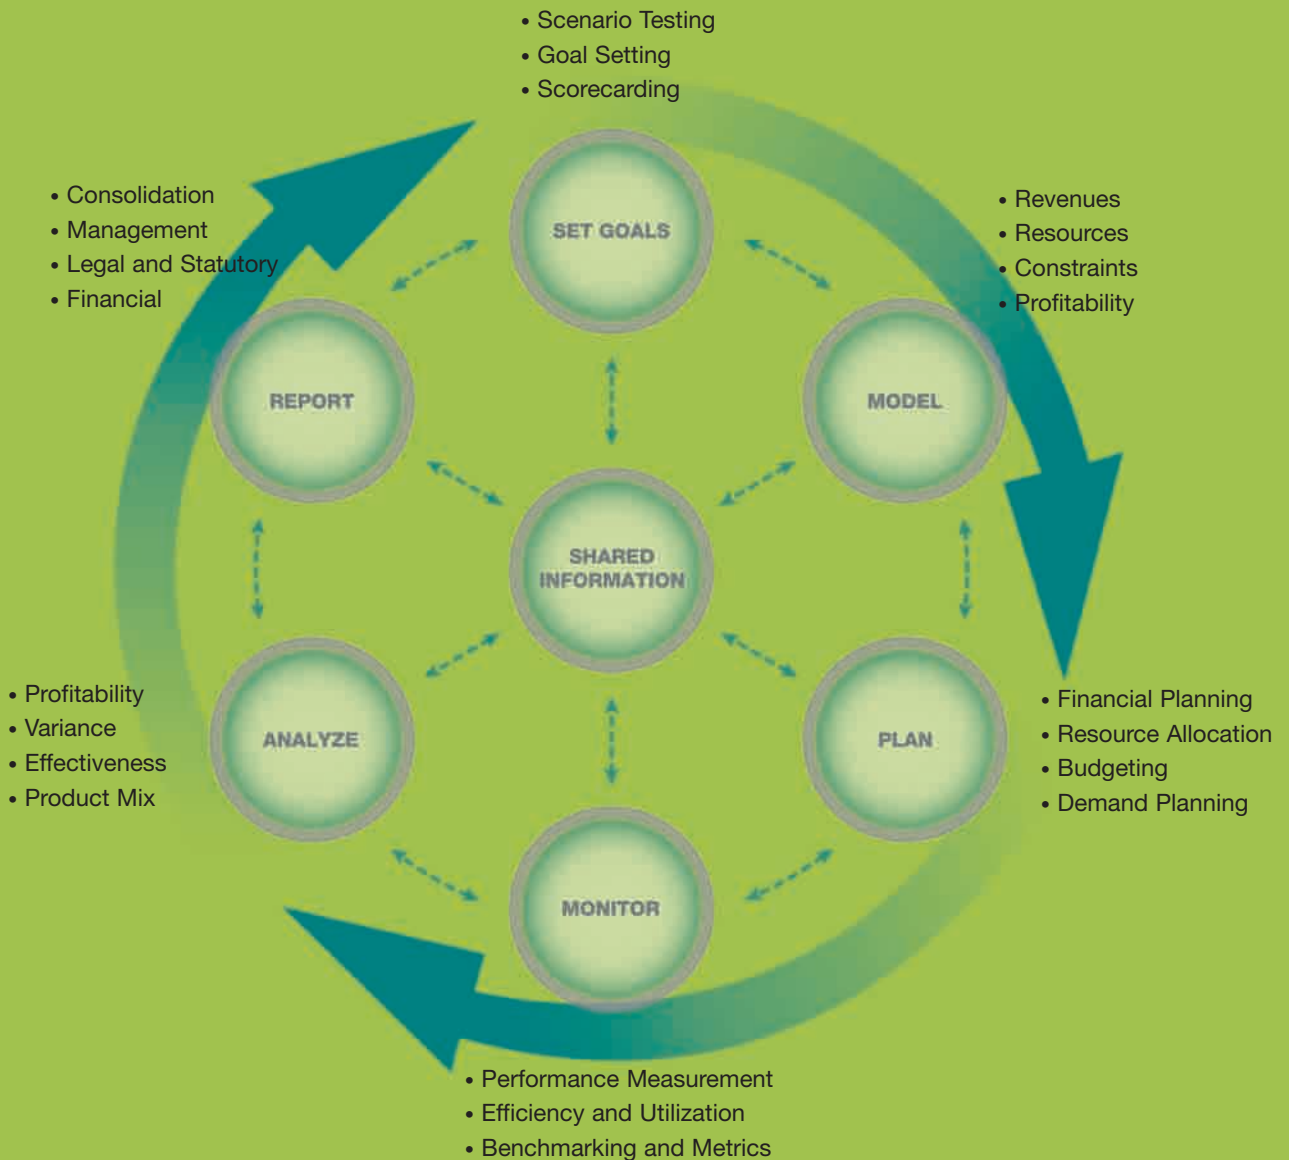 • Scenario Testing
• Goal Setting
• Scorecarding
SET GOALS
• Consolidation
• Management
• Legal and Statutory
• Financial
REPORT
• Revenues
• Resources
• Constraints
• Profitability
MODEL
SHARED
INFORMATION
• Profitability
• Variance
• Effectiveness
• Product Mix
ANALYZE
PLAN
• Financial Planning
• Resource Allocation
• Budgeting
• Demand Planning
MONITOR
• Performance Measurement
• Efficiency and Utilization
• Benchmarking and Metrics